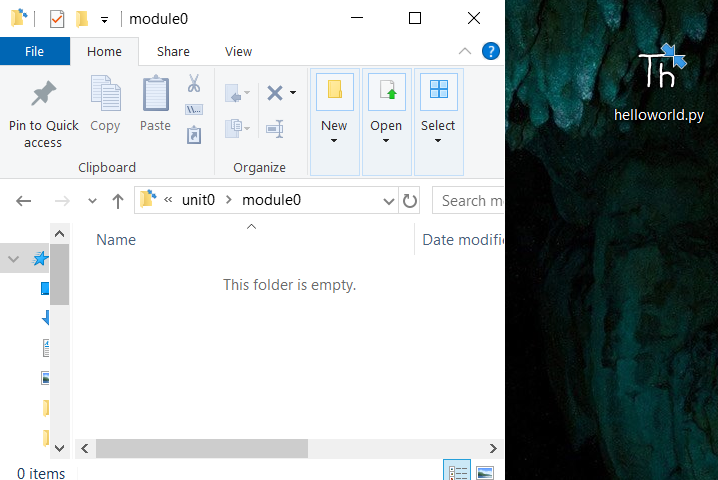 module0
File Home Share View
Pin to Quick access
Copy
Paste
New
Open
Select
Clipboard
Organize
unit0 module0
Search m
Name Date modifi
This folder is empty.
0 items
Th
helloworld.py